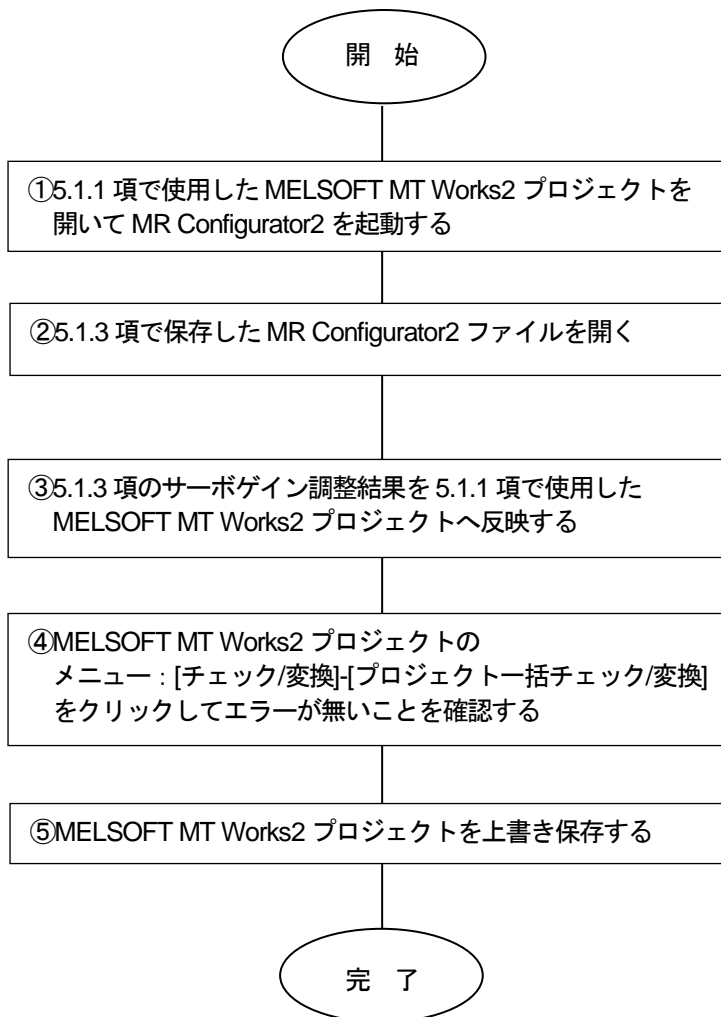 開 始
①5.1.1 項で使用した MELSOFT MT Works2 プロジェクトを
開いて MR Configurator2 を起動する
②5.1.3 項で保存した MR Configurator2 ファイルを開く
③5.1.3 項のサーボゲイン調整結果を 5.1.1 項で使用した
MELSOFT MT Works2 プロジェクトへ反映する
④MELSOFT MT Works2 プロジェクトの
メニュー：[チェック/変換]-[プロジェクト一括チェック/変換]
をクリックしてエラーが無いことを確認する
⑤MELSOFT MT Works2 プロジェクトを上書き保存する
完 了